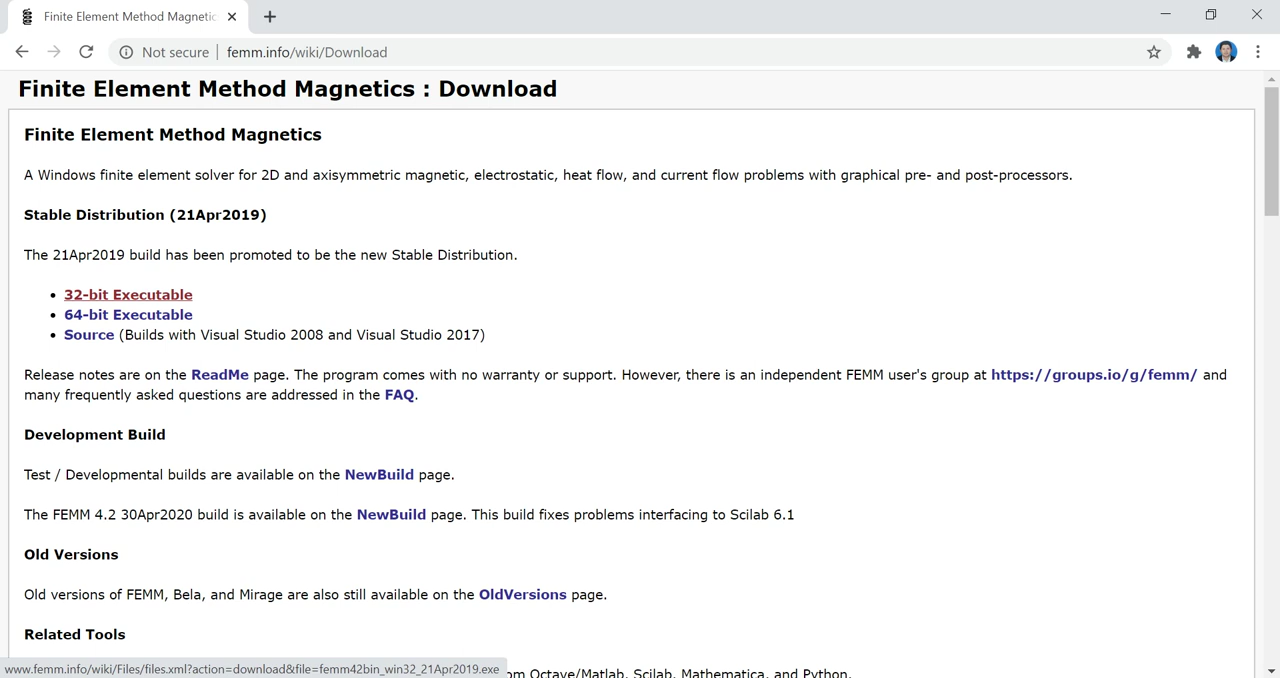 Finite Element Method Magnetic
Not secure
femm.info/wiki/Download
Finite Element Method Magnetics : Download
Finite Element Method Magnetics
A Windows finite element solver for 2D and axisymmetric magnetic, electrostatic, heat flow, and current flow problems with graphical pre- and post-processors.
Stable Distribution (21Apr2019)
The 21Apr2019 build has been promoted to be the new Stable Distribution.
• 32-bit Executable
• 64-bit Executable
• Source (Builds with Visual Studio 2008 and Visual Studio 2017)
Release notes are on the ReadMe page. The program comes with no warranty or support. However, there is an independent FEMM user's group at https://groups.io/g/femm/ and
many frequently asked questions are addressed in the FAQ.
Development Build
Test / Developmental builds are available on the NewBuild page.
The FEMM 4.2 30Apr2020 build is available on the NewBuild page. This build fixes problems interfacing to Scilab 6.1
Old Versions
Old versions of FEMM, Bela, and Mirage are also still available on the OldVersions page.
Related Tools
www.femm.info/wiki/Files/files.xml?action=download&file=femm42bin_win32_21Apr2019.exe
om Octave/Matlab, Scilab, Mathematica, and Python.